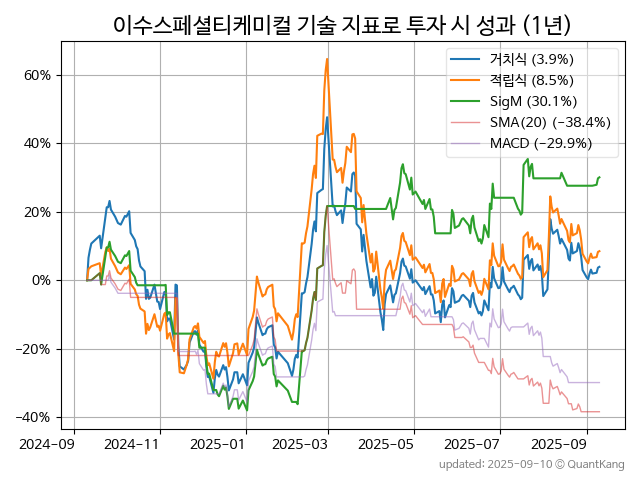 이수스페셜티케미컬 기술 지표로 투자 시 성과 (1년)
거치식 (3.9%)
적립식 (8.5%)
SigM (30.1%)
SMA(20) (−38.4%)
MACD (−29.9%)
60%
40%
20%
0%
−20%
−40%
2024-09 2024-11 2025-01 2025-03 2025-05 2025-07 2025-09
updated: 2025-09-10 © QuantKang